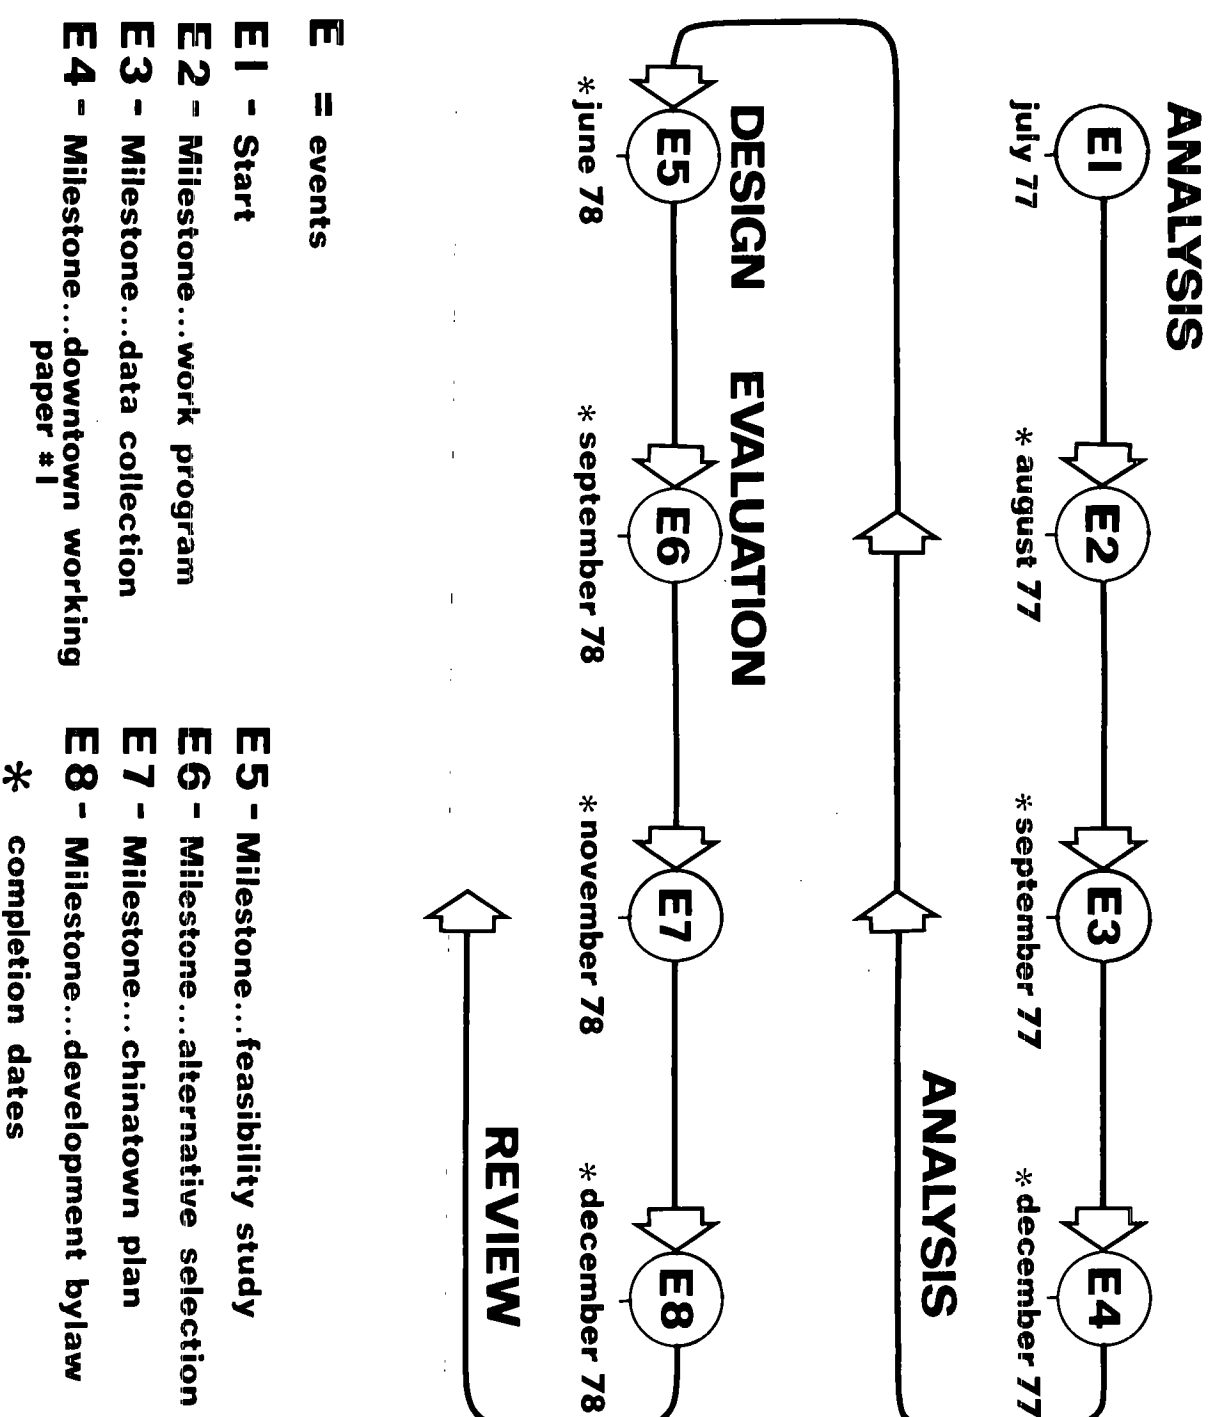 ANALYSIS
E1
E2
E3
E4
july 77
* august 77
* september 77
* december 77
ANALYSIS
DESIGN EVALUATION
E5
E6
E7
E8
* june 78
* september 78
* november 78
* december 78
REVIEW
E = events
E1 - Start
E2 - Milestone...work program
E3 - Milestone...data collection
E4 - Milestone...downtown working
paper #1
E5 - Milestone...feasibility study
E6 - Milestone...alternative selection
E7 - Milestone...chinatown plan
E8 - Milestone...development bylaw
* completion dates